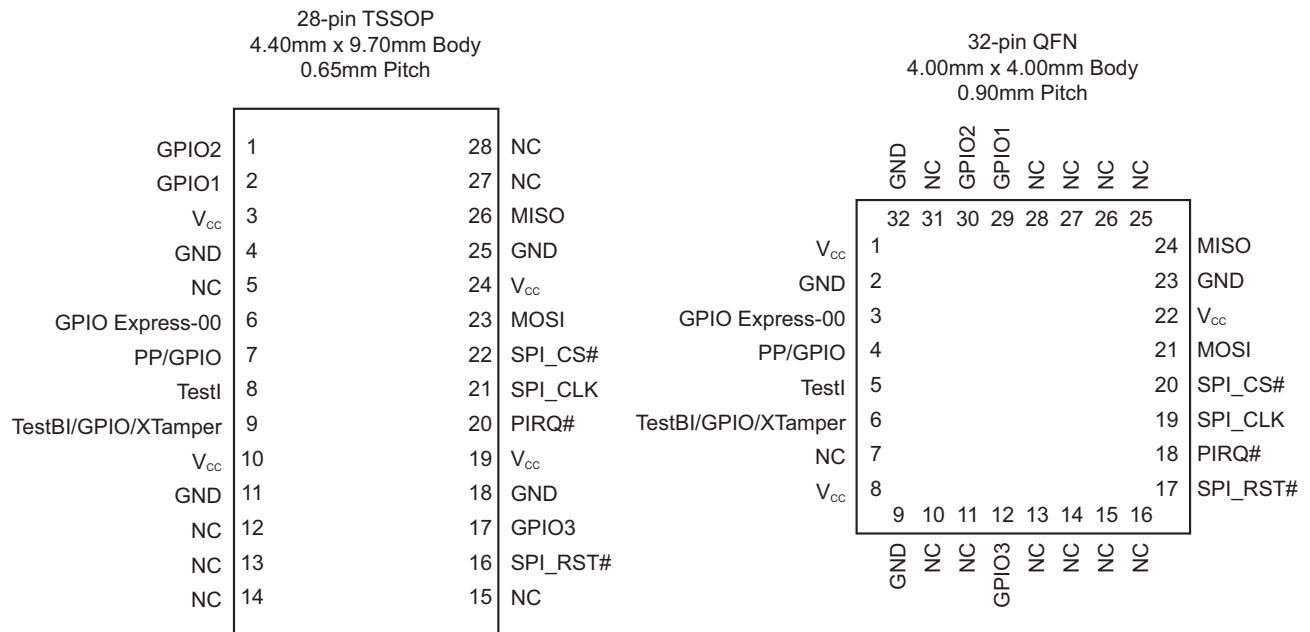 28-pin TSSOP
4.40mm x 9.70mm Body
0.65mm Pitch
GPIO2 1 28 NC
GPIO1 2 27 NC
Vcc 3 26 MISO
GND 4 25 GND
NC 5 24 Vcc
GPIO Express-00 6 23 MOSI
PP/GPIO 7 22 SPI_CS#
TestI 8 21 SPI_CLK
TestBI/GPIO/XTamper 9 20 PIRQ#
Vcc 10 19 Vcc
GND 11 18 GND
NC 12 17 GPIO3
NC 13 16 SPI_RST#
NC 14 15 NC
32-pin QFN
4.00mm x 4.00mm Body
0.90mm Pitch
GND NC GPIO2 GPIO1 NC NC NC NC
32 31 30 29 28 27 26 25
Vcc 1 24 MISO
GND 2 23 GND
GPIO Express-00 3 22 Vcc
PP/GPIO 4 21 MOSI
TestI 5 20 SPI_CS#
TestBI/GPIO/XTamper 6 19 SPI_CLK
NC 7 18 PIRQ#
Vcc 8 17 SPI_RST#
9 10 11 12 13 14 15 16
GND NC NC GPIO3 NC NC NC NC